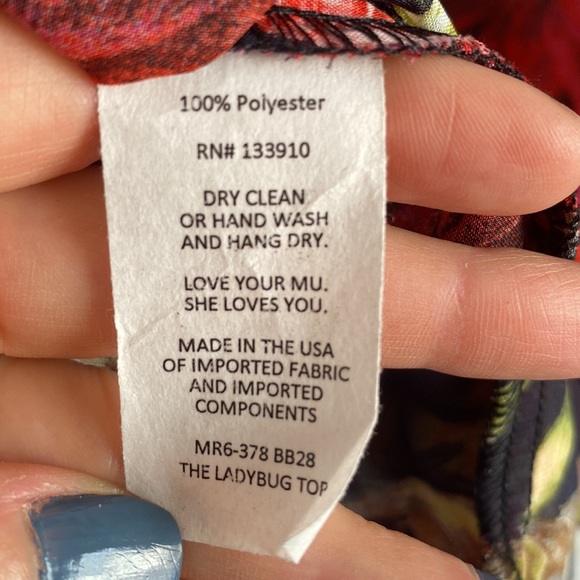 100% Polyester
RN# 133910
DRY CLEAN
OR HAND WASH
AND HANG DRY.
LOVE YOUR MU.
SHE LOVES YOU.
MADE IN THE USA
OF IMPORTED FABRIC
AND IMPORTED
COMPONENTS
MR6-378 BB28
THE LADYBUG TOP